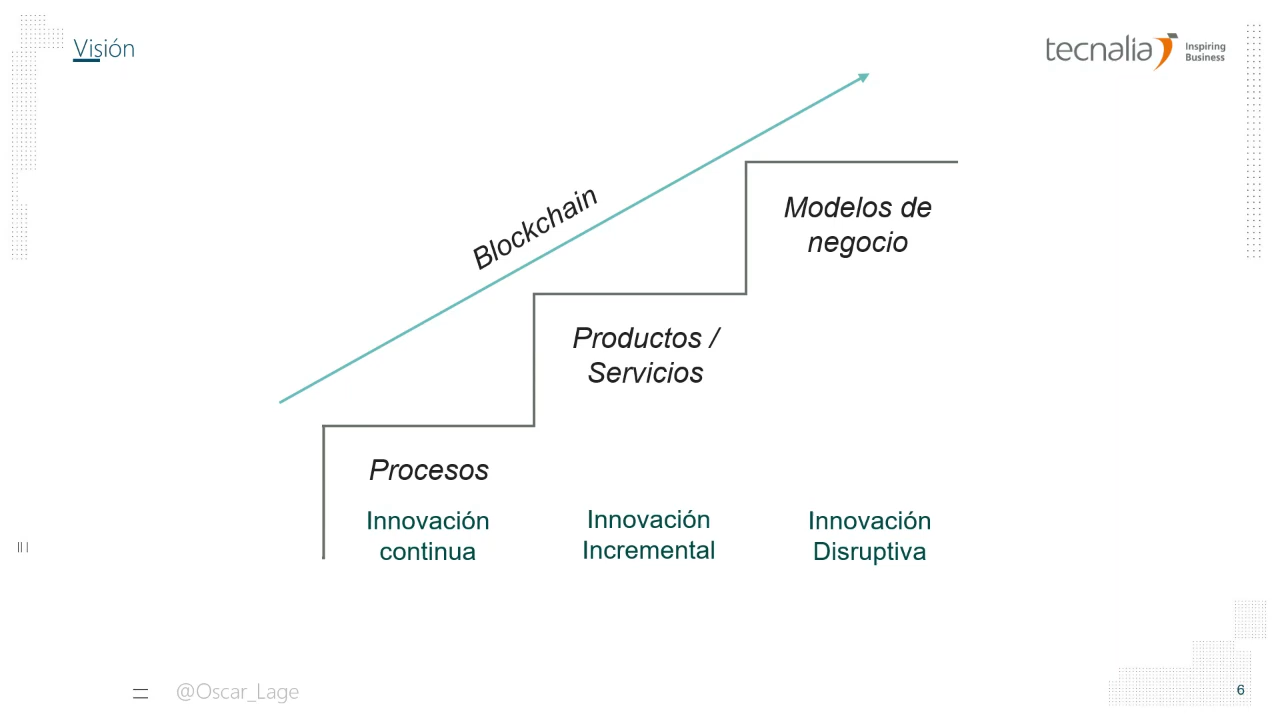 Visión
tecnalia Inspiring
Business
Blockchain
Modelos de
negocio
Productos /
Servicios
Procesos
Innovación
continua
Innovación
Incremental
Innovación
Disruptiva
@Oscar_Lage
6